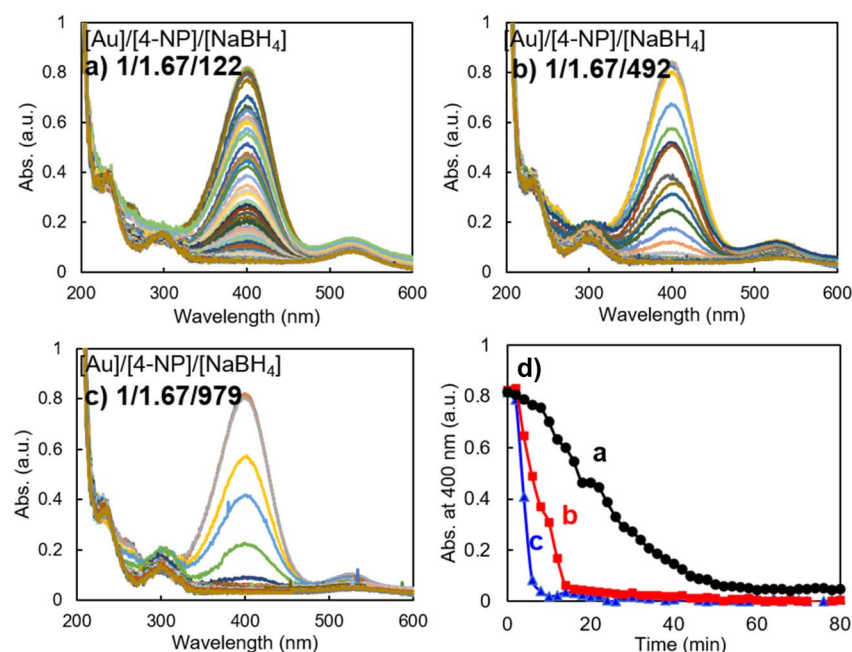 [Au]/[4-NP]/[NaBH₄]
a) 1/1.67/122
Abs. (a.u.)
1
0.8
0.6
0.4
0.2
0
200
300
400
500
600
Wavelength (nm)
[Au]/[4-NP]/[NaBH₄]
b) 1/1.67/492
Abs. (a.u.)
1
0.8
0.6
0.4
0.2
0
200
300
400
500
600
Wavelength (nm)
[Au]/[4-NP]/[NaBH₄]
c) 1/1.67/979
Abs. (a.u.)
1
0.8
0.6
0.4
0.2
0
200
300
400
500
600
Wavelength (nm)
d)
Abs. at 400 nm (a.u.)
1
0.8
0.6
0.4
0.2
0
a
b
c
0
20
40
60
80
Time (min)